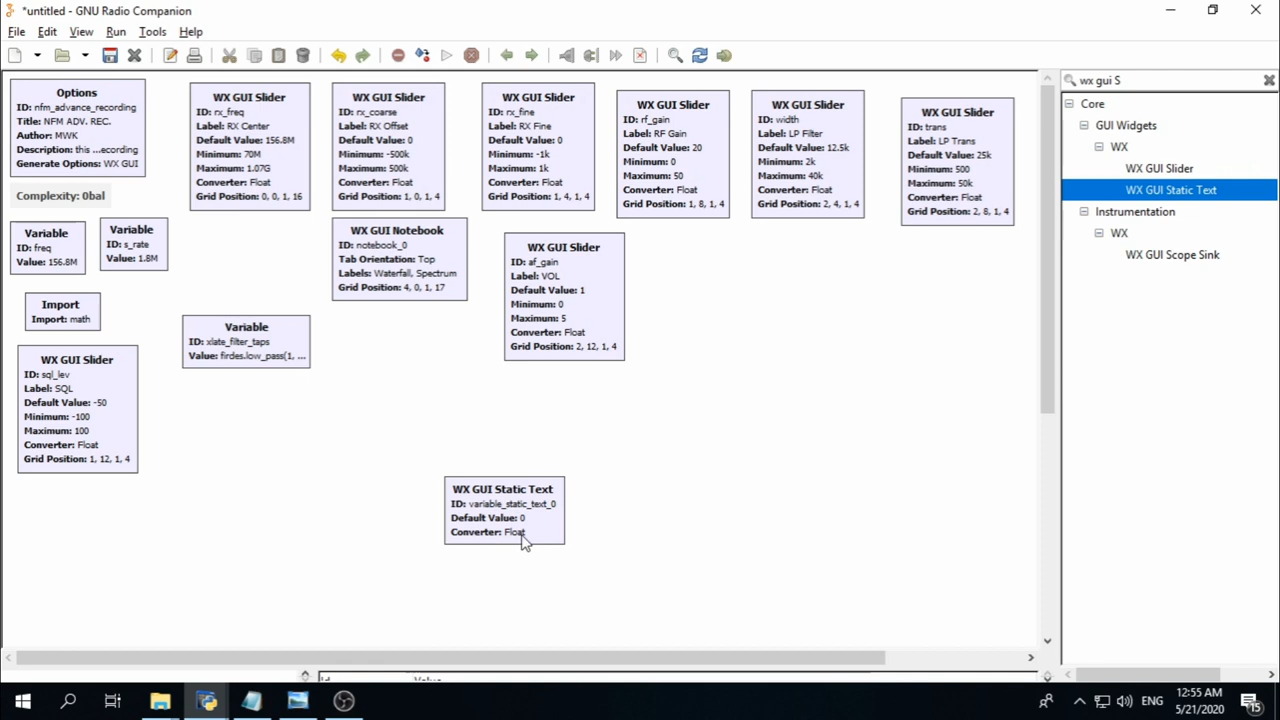 *untitled - GNU Radio Companion
File Edit View Run Tools Help
Options
ID: nfm_advance_recording
Title: NFM ADV. REC.
Author: MWK
Description: this ...ecording
Generate Options: WX GUI
Complexity: 0bal
WX GUI Slider
ID: rx_freq
Label: RX Center
Default Value: 156.8M
Minimum: 70M
Maximum: 1.07G
Converter: Float
Grid Position: 0, 0, 1, 16
WX GUI Slider
ID: rx_coarse
Label: RX Offset
Default Value: 0
Minimum: -500k
Maximum: 500k
Converter: Float
Grid Position: 1, 0, 1, 4
WX GUI Slider
ID: rx_fine
Label: RX Fine
Default Value: 0
Minimum: -1k
Maximum: 1k
Converter: Float
Grid Position: 1, 4, 1, 4
WX GUI Slider
ID: rf_gain
Label: RF Gain
Default Value: 20
Minimum: 0
Maximum: 50
Converter: Float
Grid Position: 1, 8, 1, 4
WX GUI Slider
ID: width
Label: LP Filter
Default Value: 12.5k
Minimum: 2k
Maximum: 40k
Converter: Float
Grid Position: 2, 4, 1, 4
WX GUI Slider
ID: trans
Label: LP Trans
Default Value: 25k
Minimum: 500
Maximum: 50k
Converter: Float
Grid Position: 2, 8, 1, 4
Variable
ID: freq
Value: 156.8M
Variable
ID: s_rate
Value: 1.8M
WX GUI Notebook
ID: notebook_0
Tab Orientation: Top
Labels: Waterfall, Spectrum
Grid Position: 4, 0, 1, 17
WX GUI Slider
ID: af_gain
Label: VOL
Default Value: 1
Minimum: 0
Maximum: 5
Converter: Float
Grid Position: 2, 12, 1, 4
Import
Import: math
Variable
ID: xlate_filter_taps
Value: firdes.low_pass(1, ...
WX GUI Slider
ID: sql_lev
Label: SQL
Default Value: -50
Minimum: -100
Maximum: 100
Converter: Float
Grid Position: 1, 12, 1, 4
WX GUI Static Text
ID: variable_static_text_0
Default Value: 0
Converter: Float
wx gui S
Core
GUI Widgets
WX
WX GUI Slider
WX GUI Static Text
Instrumentation
WX
WX GUI Scope Sink
Id Value
ENG
12:55 AM
5/21/2020
15